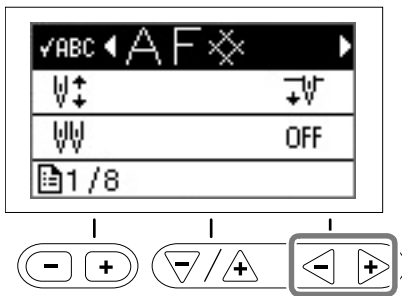 ✓ABC A F
OFF
1/8
- +
- / +
- +